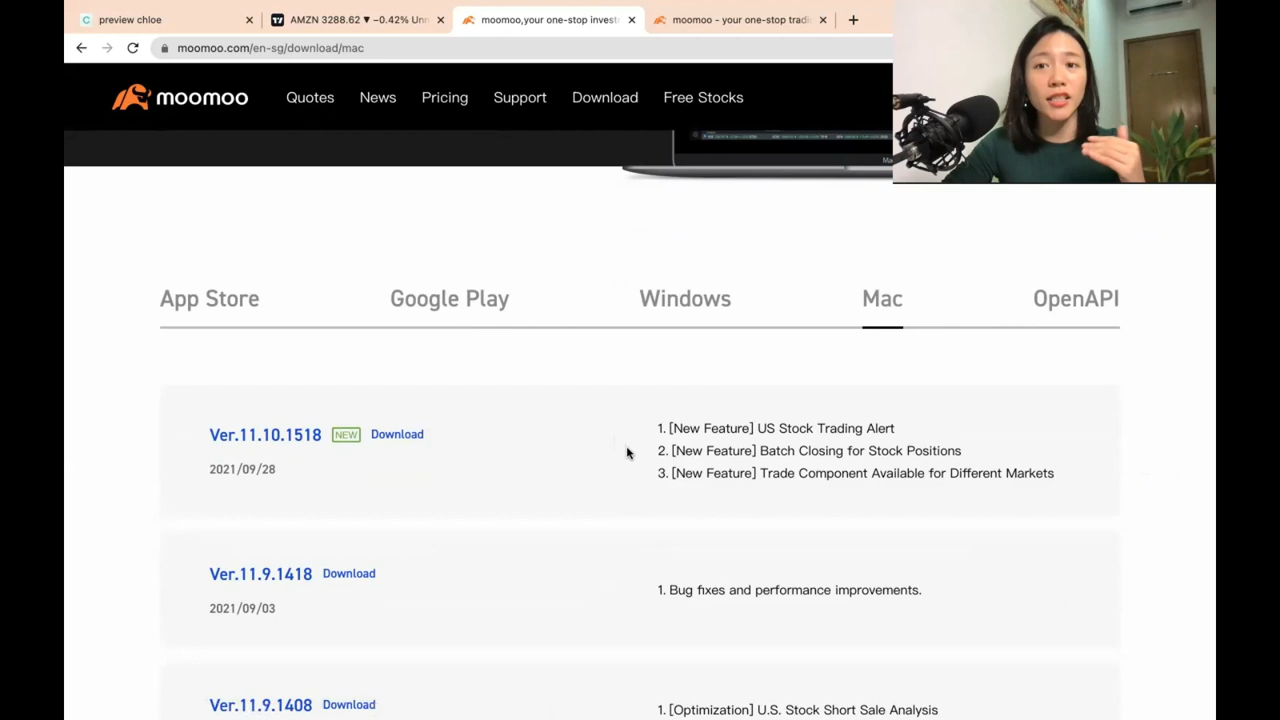 preview chloe
AMZN 3288.62 ▼ −0.42% Unn
moomoo,your one-stop invest
moomoo - your one-stop tradi
moomoo.com/en-sg/download/mac
moomoo
Quotes
News
Pricing
Support
Download
Free Stocks
App Store
Google Play
Windows
Mac
OpenAPI
Ver.11.10.1518 NEW Download
2021/09/28
1. [New Feature] US Stock Trading Alert
2. [New Feature] Batch Closing for Stock Positions
3. [New Feature] Trade Component Available for Different Markets
Ver.11.9.1418 Download
2021/09/03
1. Bug fixes and performance improvements.
Ver.11.9.1408 Download
1. [Optimization] U.S. Stock Short Sale Analysis